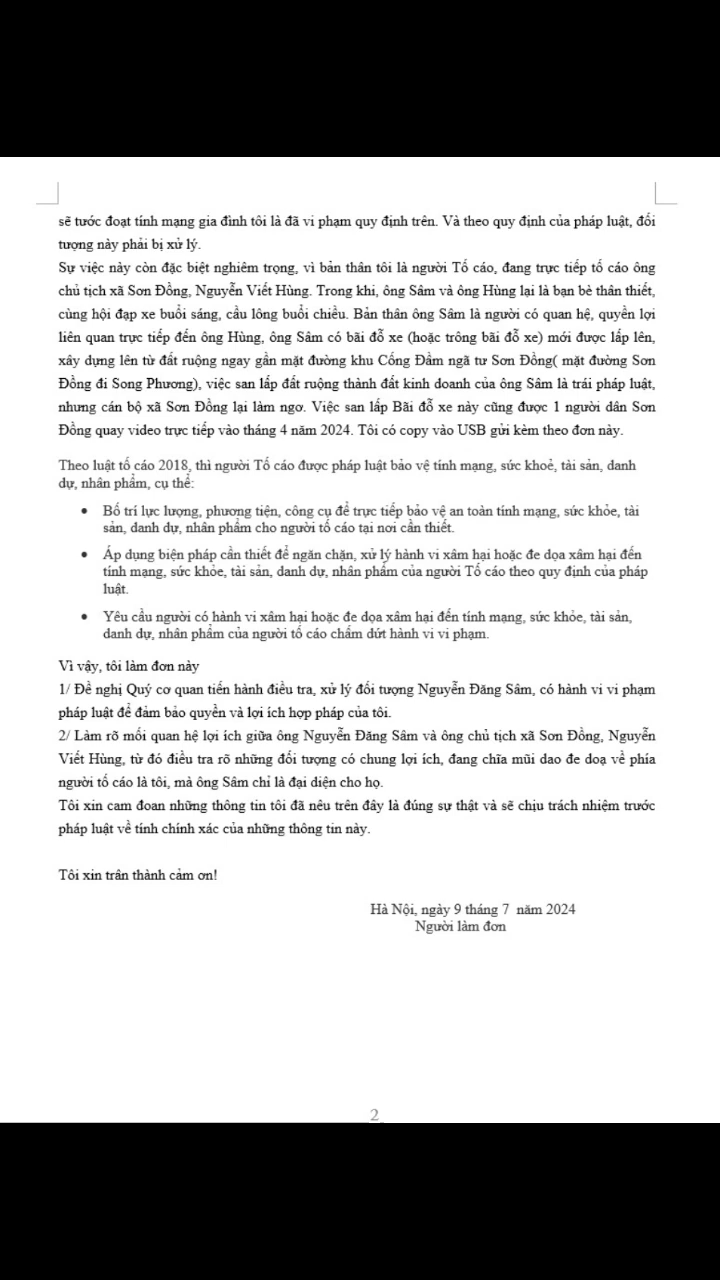 sẽ tước đoạt tính mạng gia đình tôi là đã vi phạm quy định trên. Và theo quy định của pháp luật, đối
tượng này phải bị xử lý.
Sự việc này còn đặc biệt nghiêm trọng, vì bản thân tôi là người Tố cáo, đang trực tiếp tố cáo ông
chủ tịch xã Sơn Đồng, Nguyễn Viết Hùng. Trong khi, ông Sâm và ông Hùng lại là bạn bè thân thiết,
cùng hội đạp xe buổi sáng, cầu lông buổi chiều. Bản thân ông Sâm là người có quan hệ, quyền lợi
liên quan trực tiếp đến ông Hùng, ông Sâm có bãi đỗ xe (hoặc trông bãi đỗ xe) mới được lấp lên,
xây dựng lên từ đất ruộng ngay gần mặt đường khu Cống Đầm ngã tư Sơn Đồng( mặt đường Sơn
Đồng đi Song Phương), việc san lấp đất ruộng thành đất kinh doanh của ông Sâm là trái pháp luật,
nhưng cán bộ xã Sơn Đồng lại làm ngơ. Việc san lấp Bãi đỗ xe này cũng được 1 người dân Sơn
Đồng quay video trực tiếp vào tháng 4 năm 2024. Tôi có copy vào USB gửi kèm theo đơn này.
Theo luật tố cáo 2018, thì người Tố cáo được pháp luật bảo vệ tính mạng, sức khoẻ, tài sản, danh
dự, nhân phẩm, cụ thể:
• Bố trí lực lượng, phương tiện, công cụ để trực tiếp bảo vệ an toàn tính mạng, sức khỏe, tài
sản, danh dự, nhân phẩm cho người tố cáo tại nơi cần thiết.
• Áp dụng biện pháp cần thiết để ngăn chặn, xử lý hành vi xâm hại hoặc đe dọa xâm hại đến
tính mạng, sức khỏe, tài sản, danh dự, nhân phẩm của người Tố cáo theo quy định của pháp
luật.
• Yêu cầu người có hành vi xâm hại hoặc đe dọa xâm hại đến tính mạng, sức khỏe, tài sản,
danh dự, nhân phẩm của người tố cáo chấm dứt hành vi vi phạm.
Vì vậy, tôi làm đơn này
1/ Đề nghị Quý cơ quan tiến hành điều tra, xử lý đối tượng Nguyễn Đăng Sâm, có hành vi vi phạm
pháp luật để đảm bảo quyền và lợi ích hợp pháp của tôi.
2/ Làm rõ mối quan hệ lợi ích giữa ông Nguyễn Đăng Sâm và ông chủ tịch xã Sơn Đồng, Nguyễn
Viết Hùng, từ đó điều tra rõ những đối tượng có chung lợi ích, đang chĩa mũi dao đe doạ về phía
người tố cáo là tôi, mà ông Sâm chỉ là đại diện cho họ.
Tôi xin cam đoan những thông tin tôi đã nêu trên đây là đúng sự thật và sẽ chịu trách nhiệm trước
pháp luật về tính chính xác của những thông tin này.
Tôi xin trân thành cảm ơn!
Hà Nội, ngày 9 tháng 7 năm 2024
Người làm đơn
2